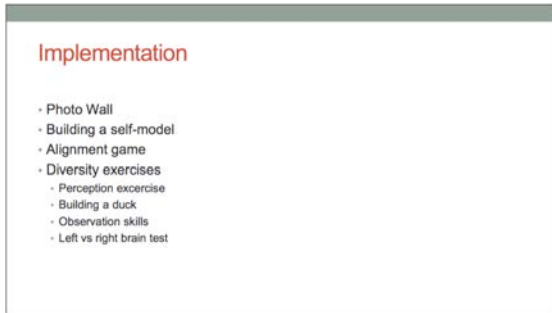 Implementation
• Photo Wall
• Building a self-model
• Alignment game
• Diversity exercises
• Perception excercise
• Building a duck
• Observation skills
• Left vs right brain test